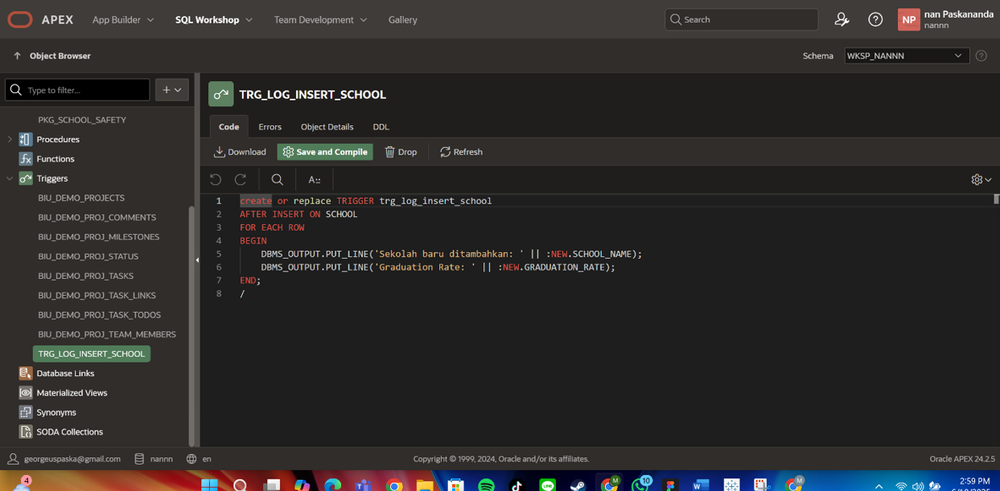 APEX App Builder SQL Workshop Team Development Gallery Search NP nan Paskananda
nannn
Object Browser Schema WKSP_NANNN
Type to filter...
TRG_LOG_INSERT_SCHOOL
PKG_SCHOOL_SAFETY
Procedures
Functions
Triggers
BIU_DEMO_PROJECTS
BIU_DEMO_PROJ_COMMENTS
BIU_DEMO_PROJ_MILESTONES
BIU_DEMO_PROJ_STATUS
BIU_DEMO_PROJ_TASKS
BIU_DEMO_PROJ_TASK_LINKS
BIU_DEMO_PROJ_TASK_TODOS
BIU_DEMO_PROJ_TEAM_MEMBERS
TRG_LOG_INSERT_SCHOOL
Database Links
Materialized Views
Synonyms
SODA Collections
Code Errors Object Details DDL
Download Save and Compile Drop Refresh
A::
1 create or replace TRIGGER trg_log_insert_school
2 AFTER INSERT ON SCHOOL
3 FOR EACH ROW
4 BEGIN
5 DBMS_OUTPUT.PUT_LINE('Sekolah baru ditambahkan: ' || :NEW.SCHOOL_NAME);
6 DBMS_OUTPUT.PUT_LINE('Graduation Rate: ' || :NEW.GRADUATION_RATE);
7 END;
8 /
georgeuspaska@gmail.com nannn en Copyright © 1999, 2024, Oracle and/or its affiliates. Oracle APEX 24.2.5
4 M 10 M 2:59 PM